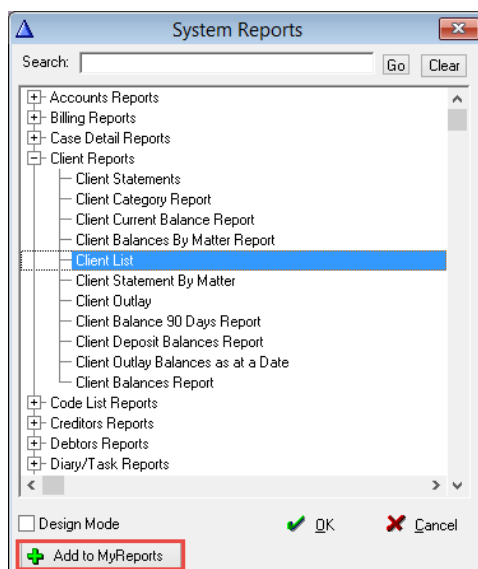 System Reports
Search: Go Clear
Accounts Reports
Billing Reports
Case Detail Reports
Client Reports
Client Statements
Client Category Report
Client Current Balance Report
Client Balances By Matter Report
Client List
Client Statement By Matter
Client Outlay
Client Balance 90 Days Report
Client Deposit Balances Report
Client Outlay Balances as at a Date
Client Balances Report
Code List Reports
Creditors Reports
Debtors Reports
Diary/Task Reports
Design Mode OK Cancel
Add to MyReports